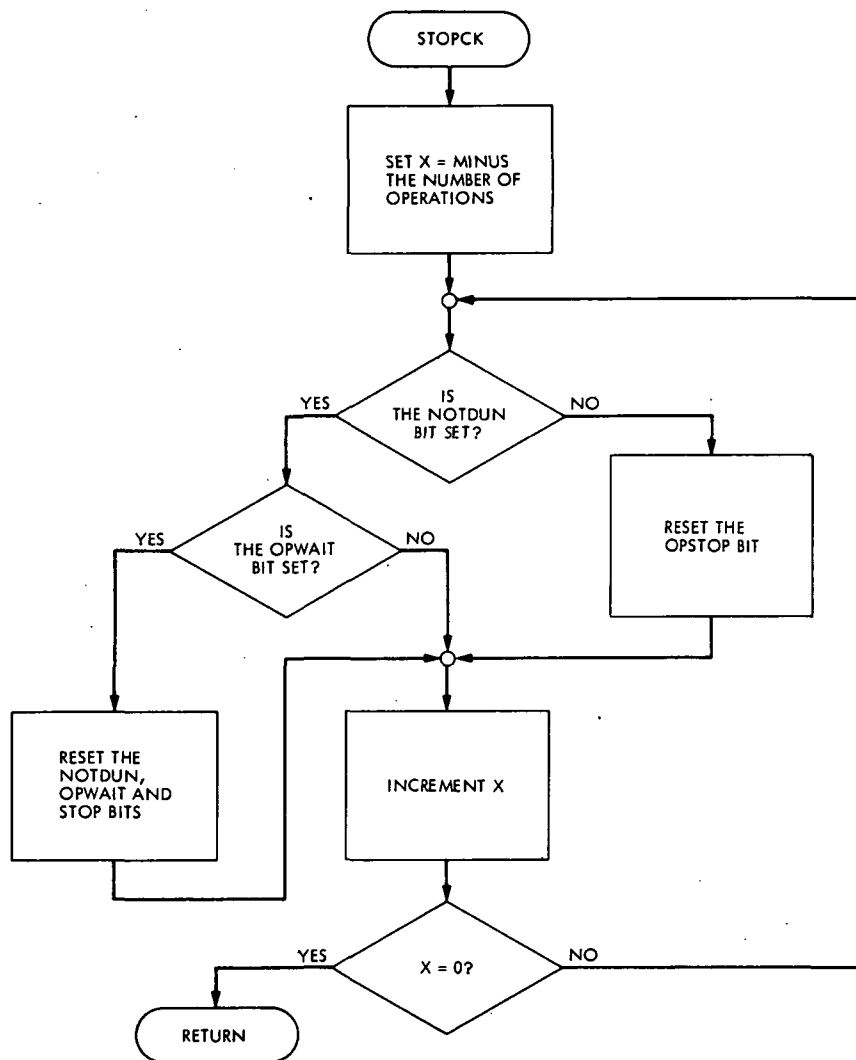 STOPCK
SET X = MINUS
THE NUMBER OF
OPERATIONS
IS
THE NOTDUN
BIT SET?
YES
NO
IS
THE OPWAIT
BIT SET?
YES
NO
RESET THE
OPSTOP BIT
RESET THE
NOTDUN,
OPWAIT AND
STOP BITS
INCREMENT X
X = 0?
YES
NO
RETURN